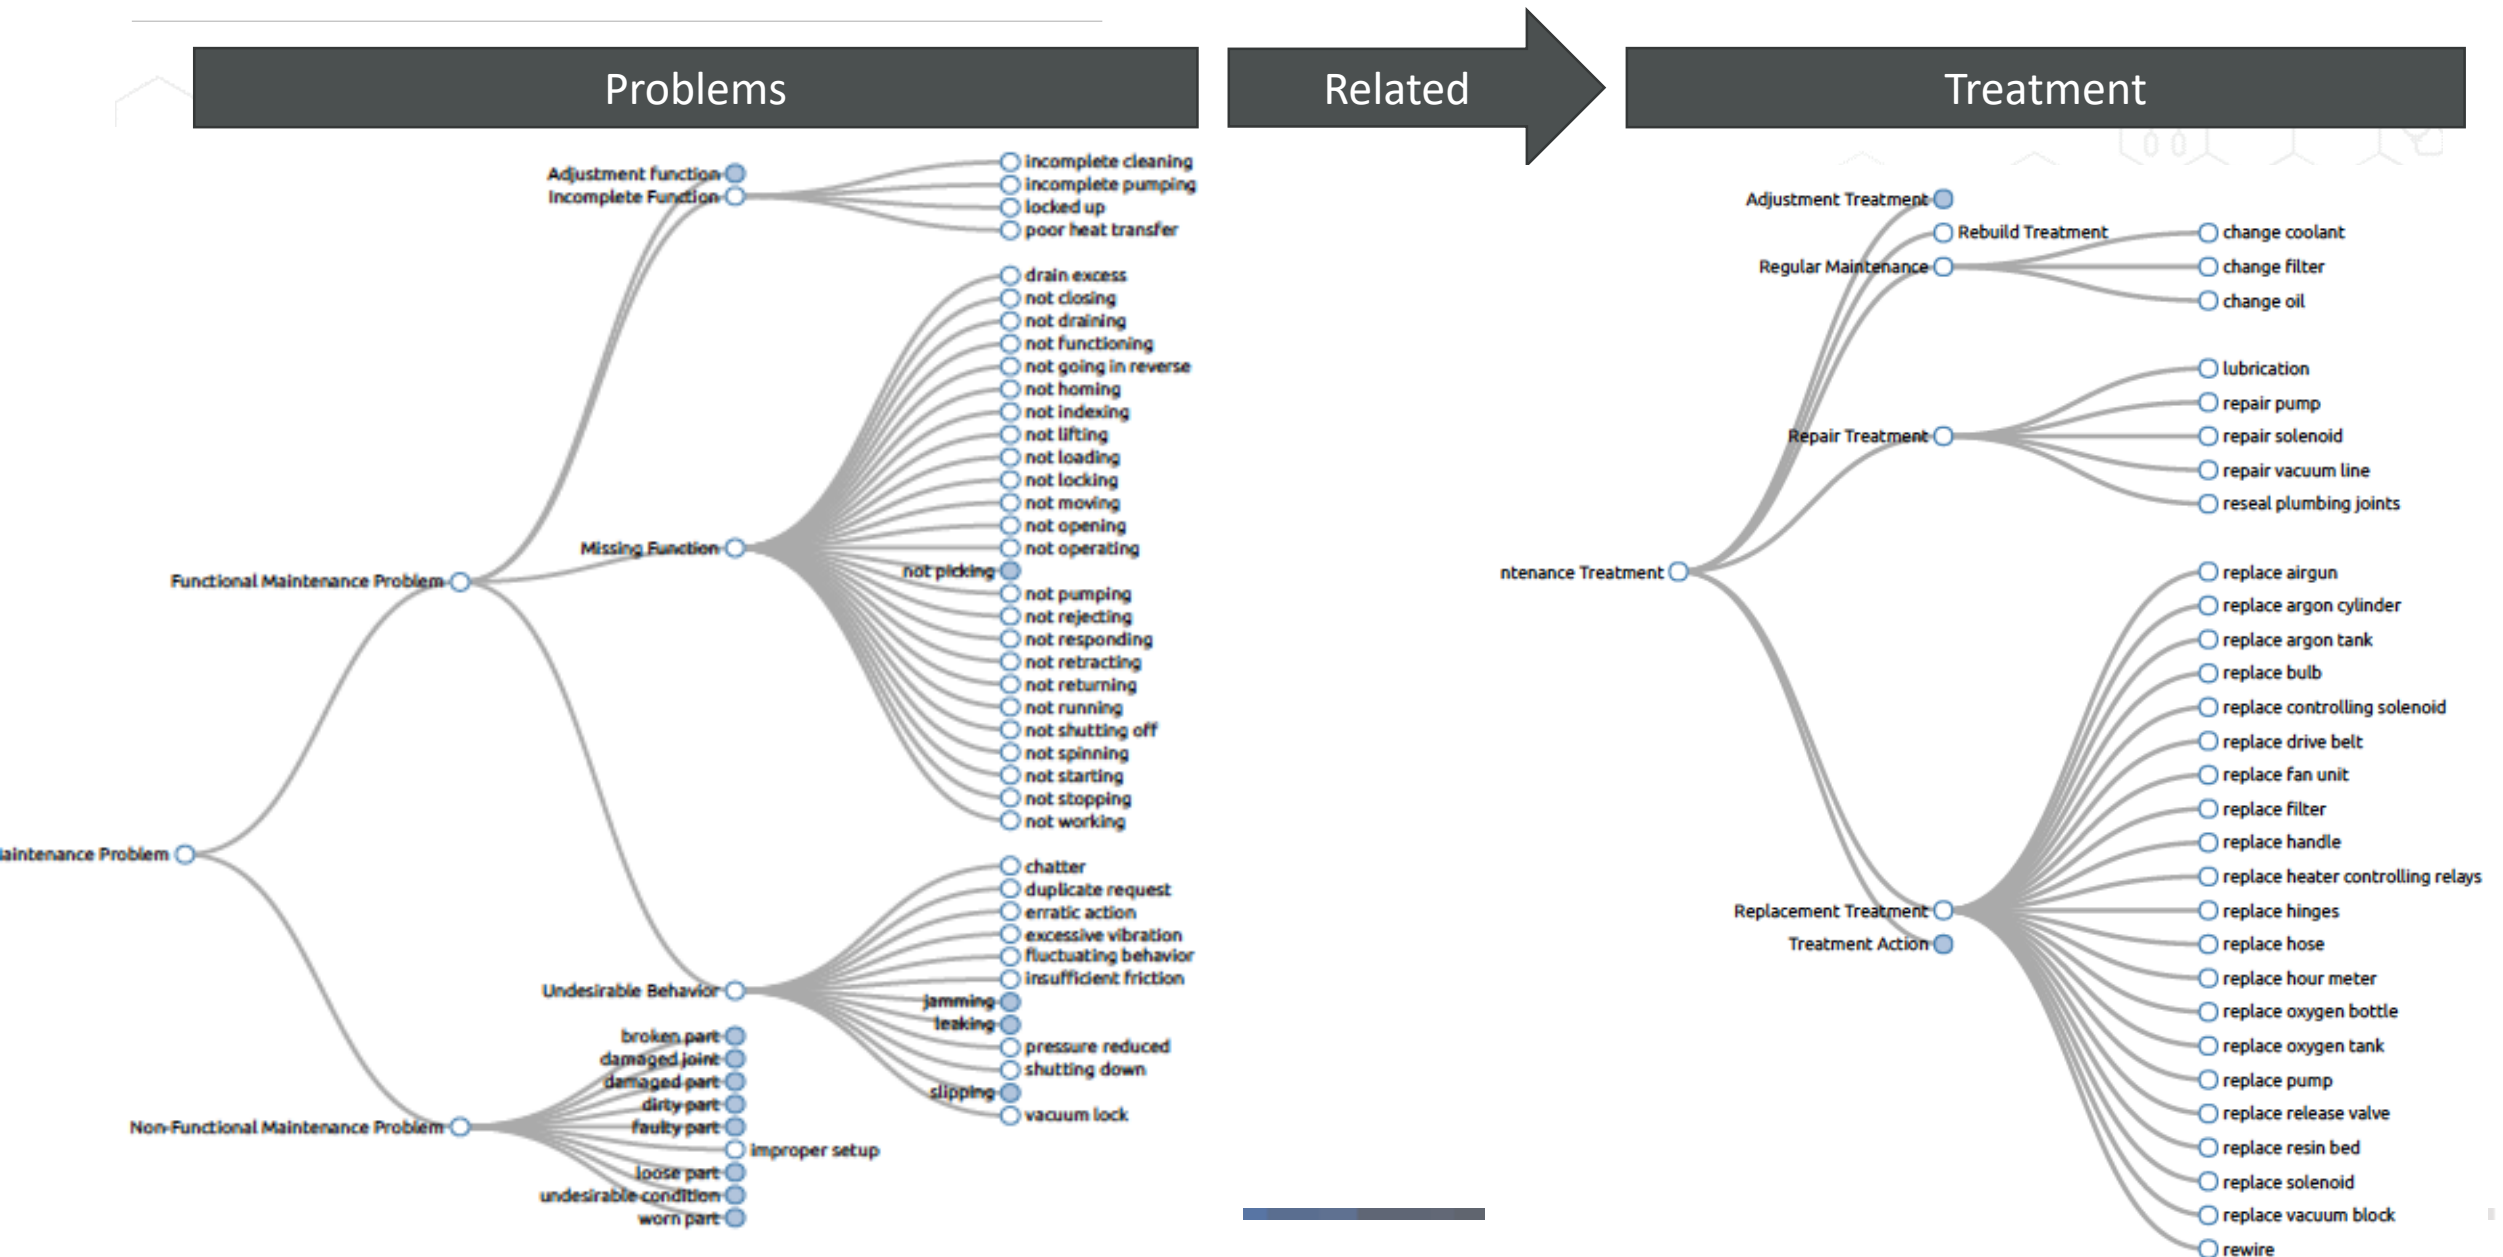 Problems
Related
Treatment
Adjustment function
Incomplete Function
incomplete cleaning
incomplete pumping
locked up
poor heat transfer
drain excess
not closing
not draining
not functioning
not going in reverse
not homing
not indexing
not lifting
not loading
not locking
not moving
not opening
Missing Function
not operating
not picking
Functional Maintenance Problem
not pumping
not rejecting
not responding
not retracting
not returning
not running
not shutting off
not spinning
not starting
not stopping
not working
aintenance Problem
chatter
duplicate request
erratic action
excessive vibration
fluctuating behavior
insufficient friction
Undesirable Behavior
jamming
leaking
pressure reduced
shutting down
slipping
vacuum lock
broken part
damaged joint
damaged part
dirty part
Non-Functional Maintenance Problem
faulty part
improper setup
loose part
undesirable condition
worn part
Adjustment Treatment
Rebuild Treatment
Regular Maintenance
change coolant
change filter
change oil
Repair Treatment
lubrication
repair pump
repair solenoid
repair vacuum line
reseal plumbing joints
ntenance Treatment
replace airgun
replace argon cylinder
replace argon tank
replace bulb
replace controlling solenoid
replace drive belt
replace fan unit
replace filter
replace handle
replace heater controlling relays
Replacement Treatment
replace hinges
Treatment Action
replace hose
replace hour meter
replace oxygen bottle
replace oxygen tank
replace pump
replace release valve
replace resin bed
replace solenoid
replace vacuum block
rewire